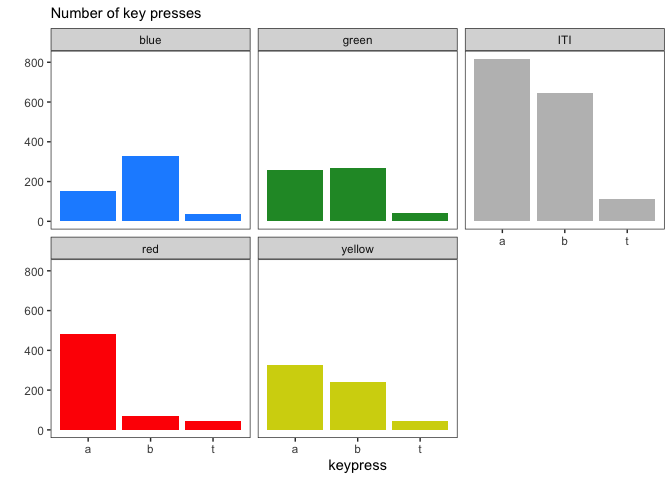 Number of key presses
blue green ITI
800
600
400
200
0
a b t
red yellow
800
600
400
200
0
a b t a b t
keypress